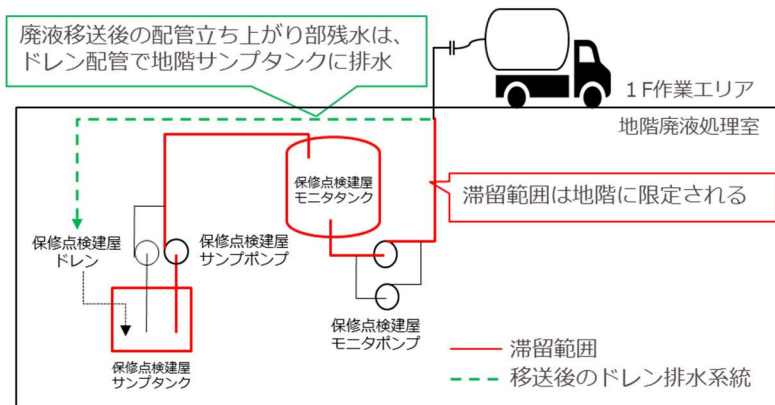 廃液移送後の配管立ち上がり部残水は、
ドレン配管で地階サンプタンクに排水
1F作業エリア
地階廃液処理室
保修点検建屋
モニタタンク
滞留範囲は地階に限定される
保修点検建屋
ドレン
保修点検建屋
サンプポンプ
保修点検建屋
モニタポンプ
保修点検建屋
サンプタンク
滞留範囲
移送後のドレン排水系統